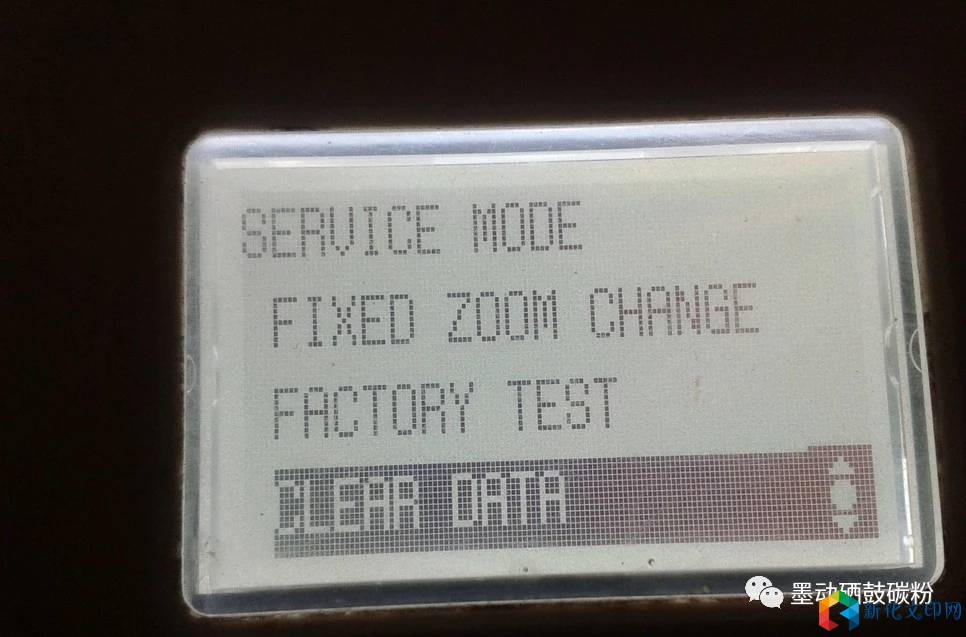 SERVICE MODE
FIXED ZOOM CHANGE
FACTORY TEST
CLEAR DATA
墨动硒鼓碳粉
新化文印网